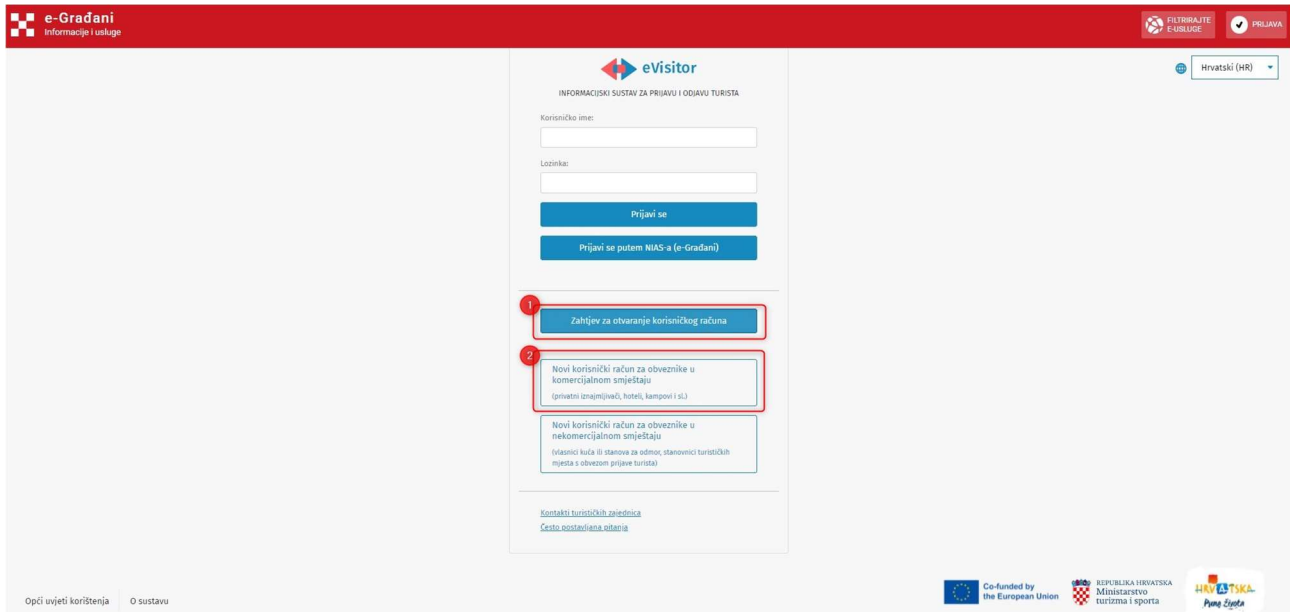 e-Građani
Informacije i usluge
FILTRIRAJTE
E-USLUGE
PRIJAVA
eVisitor
Hrvatski (HR)
INFORMACIJSKI SUSTAV ZA PRIJAVU I ODJAVU TURISTA
Korisničko ime:
Lozinka:
Prijavi se
Prijavi se putem NIAS-a (e-Građani)
1
Zahtjev za otvaranje korisničkog računa
2
Novi korisnički račun za obveznike u
komercijalnom smještaju
(privatni iznajmljivači, hoteli, kampovi i sl.)
Novi korisnički račun za obveznike u
nekomercijalnom smještaju
(vlasnici kuća ili stanova za odmor, stanovnici turističkih
mjesta s obvezom prijave turista)
Kontakti turističkih zajednica
Često postavljana pitanja
Opći uvjeti korištenja
O sustavu
Co-funded by
the European Union
REPUBLIKA HRVATSKA
Ministarstvo
turizma i sporta
HRVATSKA
Puna života